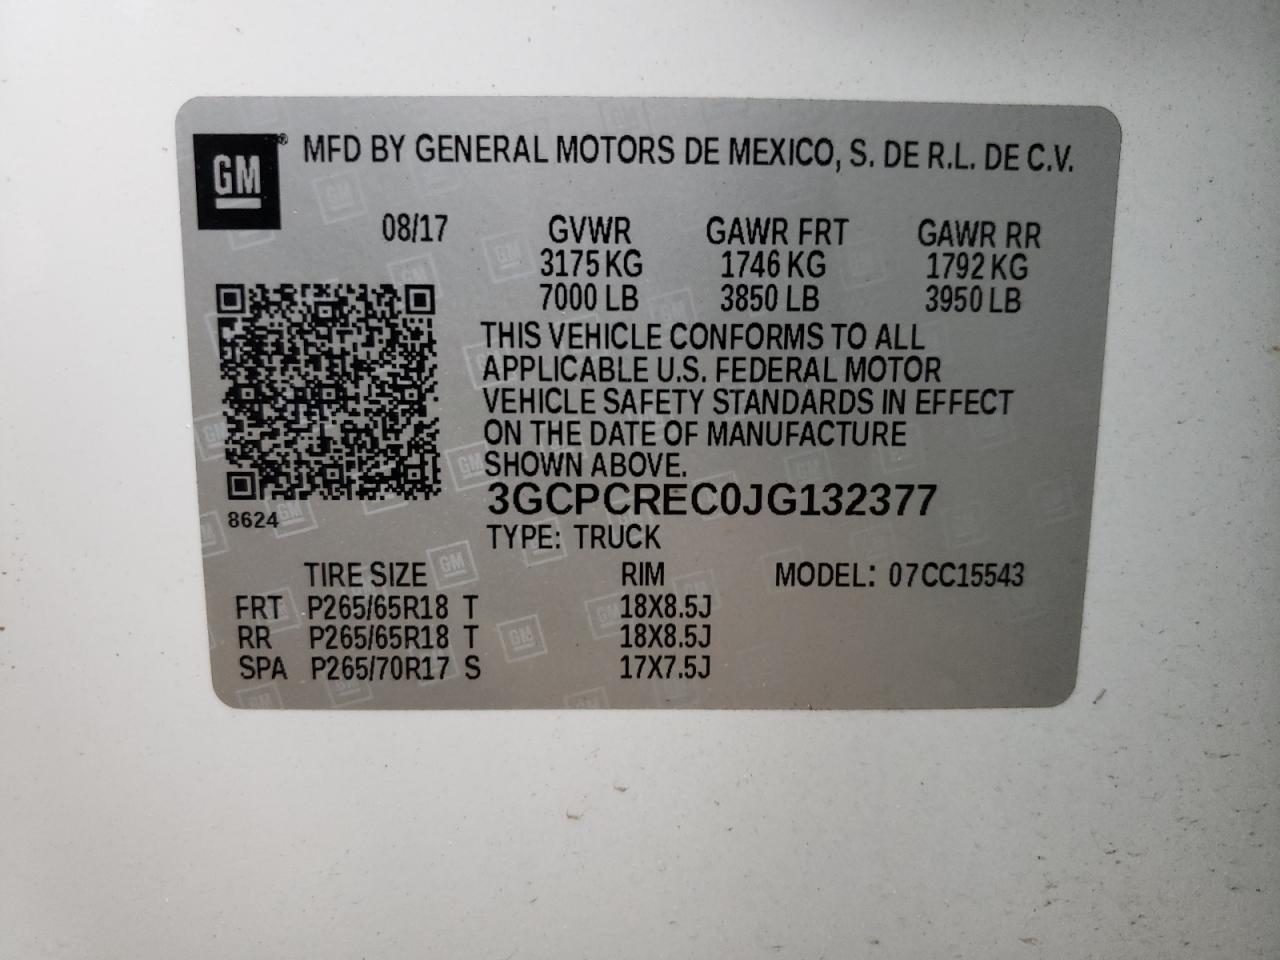 GM® MFD BY GENERAL MOTORS DE MEXICO, S. DE R.L. DE C.V.
08/17 GVWR GAWR FRT GAWR RR
3175 KG 1746 KG 1792 KG
7000 LB 3850 LB 3950 LB
THIS VEHICLE CONFORMS TO ALL
APPLICABLE U.S. FEDERAL MOTOR
VEHICLE SAFETY STANDARDS IN EFFECT
ON THE DATE OF MANUFACTURE
SHOWN ABOVE.
3GCPCREC0JG132377
8624
TYPE: TRUCK
TIRE SIZE RIM MODEL: 07CC15543
FRT P265/65R18 T 18X8.5J
RR P265/65R18 T 18X8.5J
SPA P265/70R17 S 17X7.5J